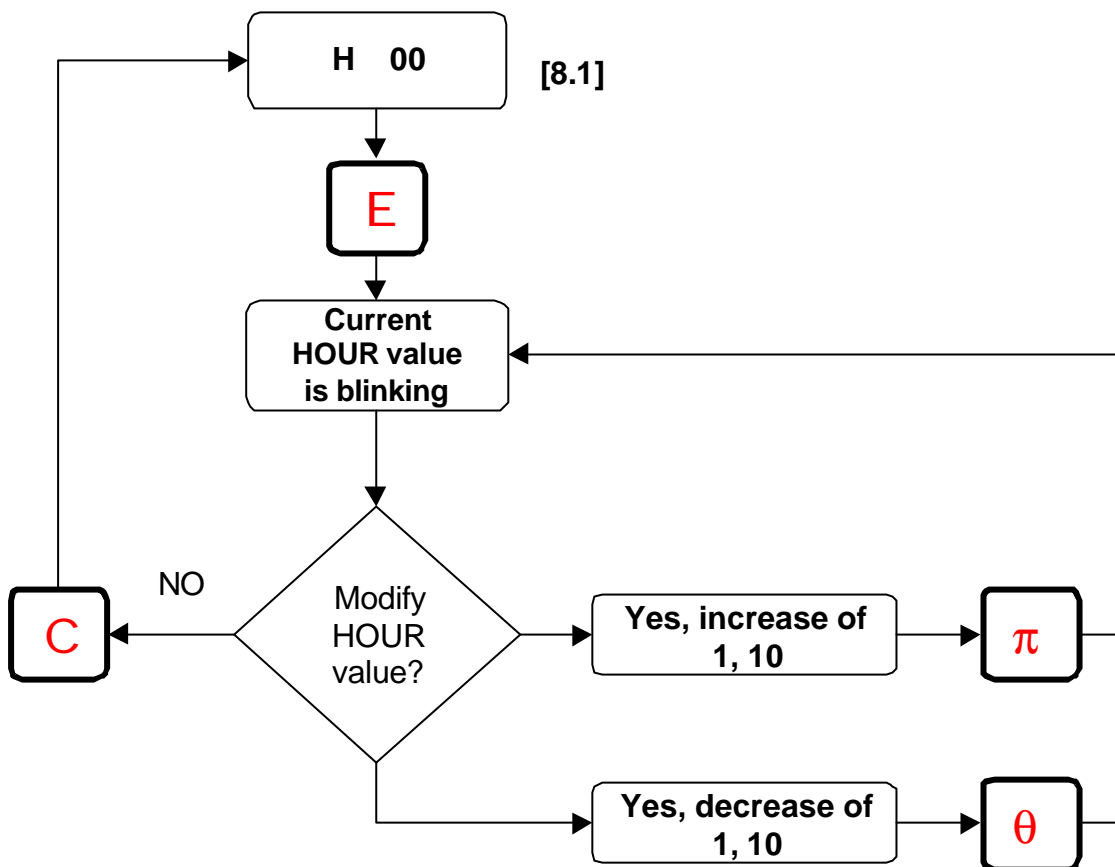 H 00
[8.1]
E
Current
HOUR value
is blinking
NO
C
Modify
HOUR
value?
Yes, increase of
1, 10
π
Yes, decrease of
1, 10
θ